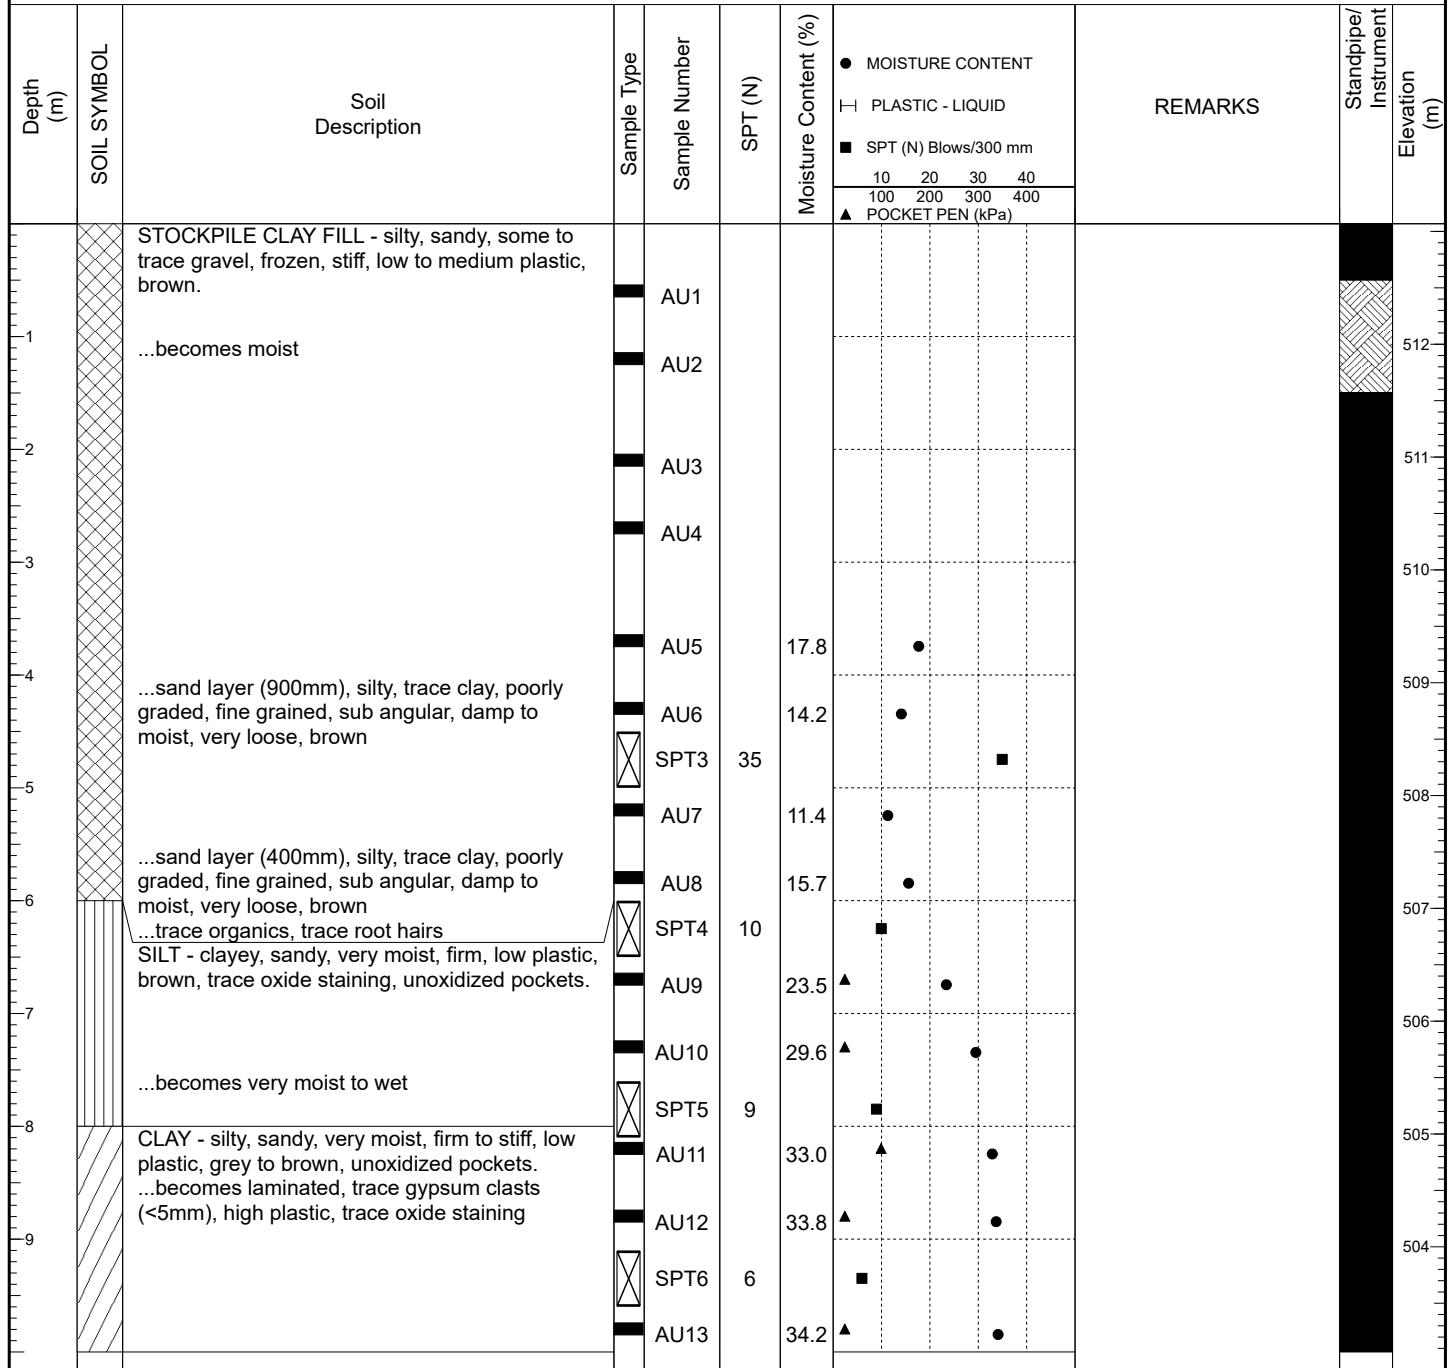 Depth
(m)
SOIL SYMBOL
Soil
Description
Sample Type
Sample Number
SPT (N)
Moisture Content (%)
MOISTURE CONTENT
PLASTIC - LIQUID
SPT (N) Blows/300 mm
10 20 30 40
100 200 300 400
POCKET PEN (kPa)
REMARKS
Standpipe/
Instrument
Elevation
(m)
STOCKPILE CLAY FILL - silty, sandy, some to
trace gravel, frozen, stiff, low to medium plastic,
brown.
AU1
1
...becomes moist
AU2
512
2
AU3
511
AU4
3
510
AU5 17.8
4
...sand layer (900mm), silty, trace clay, poorly
graded, fine grained, sub angular, damp to
moist, very loose, brown
509
AU6 14.2
SPT3 35
5
508
AU7 11.4
...sand layer (400mm), silty, trace clay, poorly
graded, fine grained, sub angular, damp to
moist, very loose, brown
...trace organics, trace root hairs
AU8 15.7
6
507
SPT4 10
SILT - clayey, sandy, very moist, firm, low plastic,
brown, trace oxide staining, unoxidized pockets.
AU9 23.5
7
506
AU10 29.6
...becomes very moist to wet
SPT5 9
8
505
CLAY - silty, sandy, very moist, firm to stiff, low
plastic, grey to brown, unoxidized pockets.
...becomes laminated, trace gypsum clasts
(<5mm), high plastic, trace oxide staining
AU11 33.0
AU12 33.8
9
504
SPT6 6
AU13 34.2